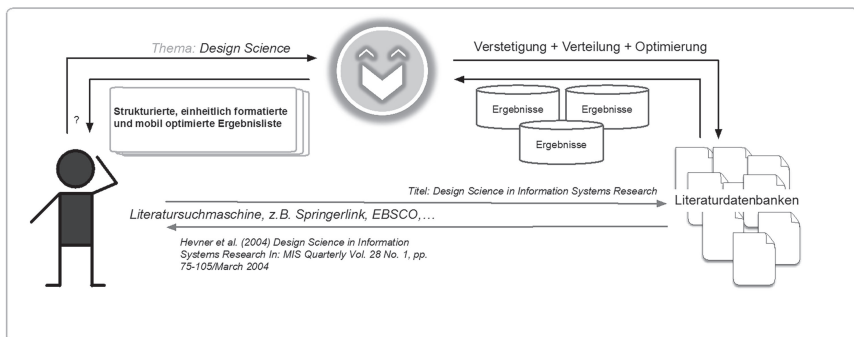 Thema: Design Science
Verstetigung + Verteilung + Optimierung
?
Strukturierte, einheitlich formatierte
und mobil optimierte Ergebnisliste
Ergebnisse
Ergebnisse
Ergebnisse
Titel: Design Science in Information Systems Research
Literatursuchmaschine, z.B. Springerlink, EBSCO,…
Literaturdatenbanken
Hevner et al. (2004) Design Science in Information
Systems Research In: MIS Quarterly Vol. 28 No. 1, pp.
75-105/March 2004